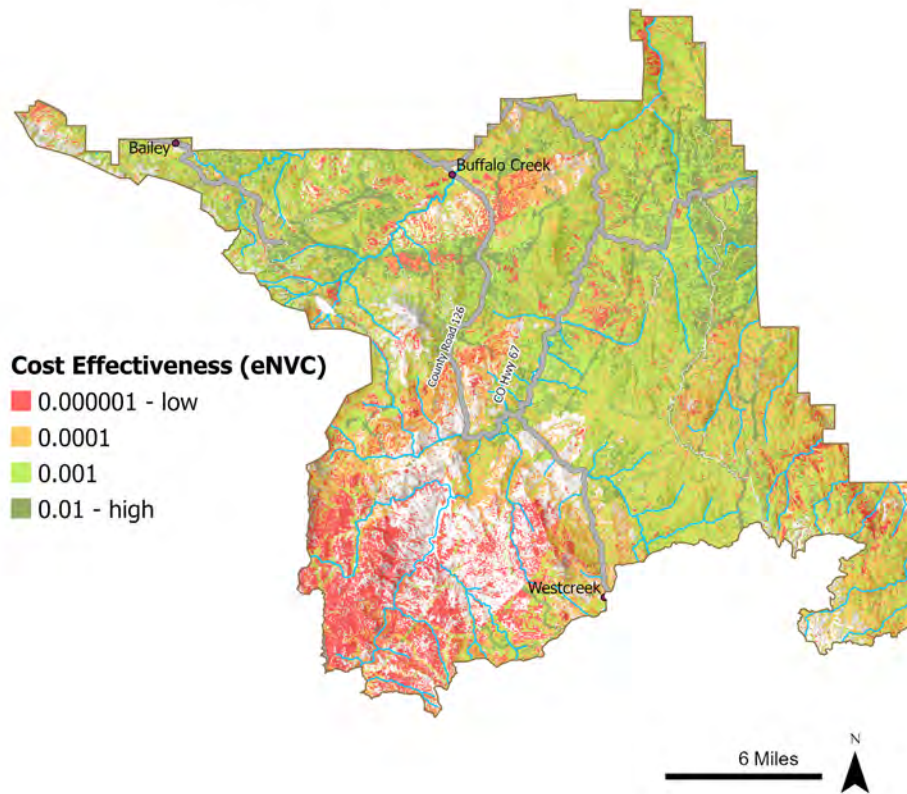 Bailey
Buffalo Creek
County Road 126
CO Hwy 67
Cost Effectiveness (eNVC)
0.000001 - low
0.0001
0.001
0.01 - high
Westcreek
6 Miles
N